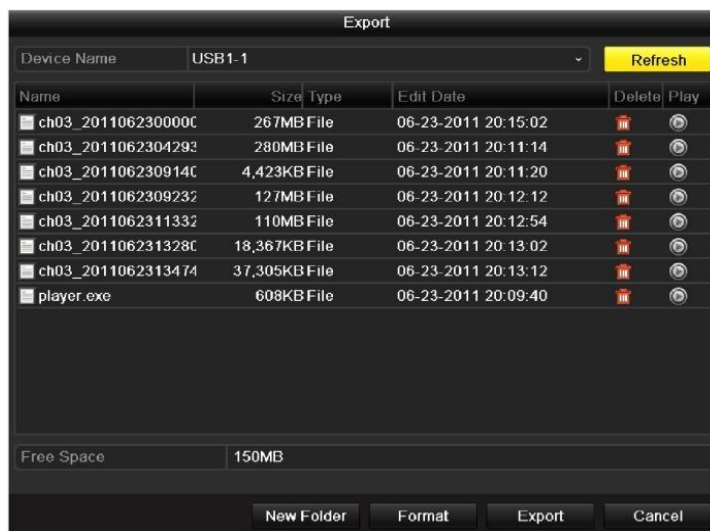 Export
Device Name USB1-1 Refresh
Name Size Type Edit Date Delete Play
ch03_201106230000C 267MB File 06-23-2011 20:15:02
ch03_2011062304293 280MB File 06-23-2011 20:11:14
ch03_201106230914C 4,423KB File 06-23-2011 20:11:20
ch03_2011062309232 127MB File 06-23-2011 20:12:12
ch03_2011062311332 110MB File 06-23-2011 20:12:54
ch03_201106231328C 18,367KB File 06-23-2011 20:13:02
ch03_2011062313474 37,305KB File 06-23-2011 20:13:12
player.exe 608KB File 06-23-2011 20:09:40
Free Space 150MB
New Folder Format Export Cancel